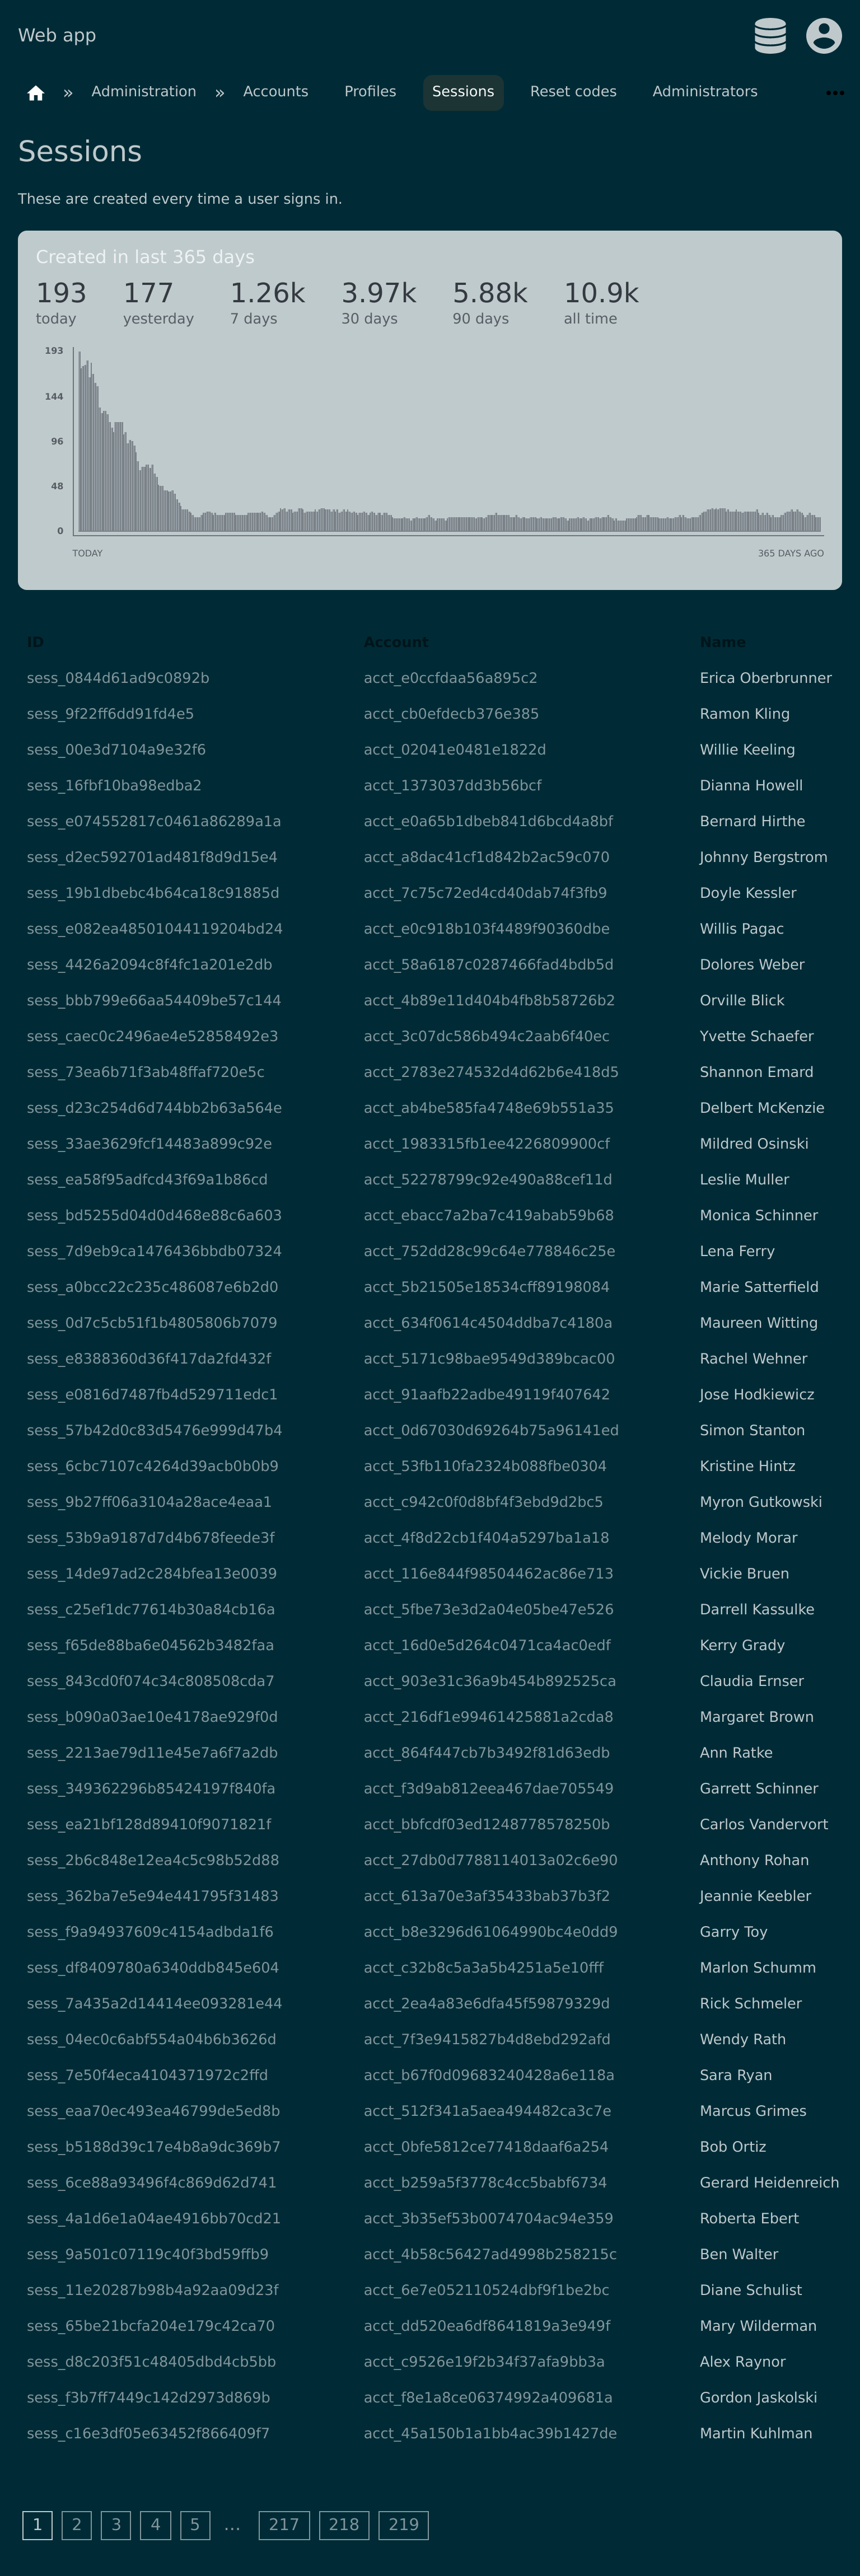 Web app
» Administration » Accounts Profiles Sessions Reset codes Administrators
Sessions
These are created every time a user signs in.
Created in last 365 days
193 177 1.26k 3.97k 5.88k 10.9k
today yesterday 7 days 30 days 90 days all time
193
144
96
48
0
TODAY 365 DAYS AGO
ID Account Name
sess_0844d61ad9c0892b acct_e0ccfdaa56a895c2 Erica Oberbrunner
sess_9f22ff6dd91fd4e5 acct_cb0efdecb376e385 Ramon Kling
sess_00e3d7104a9e32f6 acct_02041e0481e1822d Willie Keeling
sess_16fbf10ba98edba2 acct_1373037dd3b56bcf Dianna Howell
sess_e074552817c0461a86289a1a acct_e0a65b1dbeb841d6bcd4a8bf Bernard Hirthe
sess_d2ec592701ad481f8d9d15e4 acct_a8dac41cf1d842b2ac59c070 Johnny Bergstrom
sess_19b1dbebc4b64ca18c91885d acct_7c75c72ed4cd40dab74f3fb9 Doyle Kessler
sess_e082ea48501044119204bd24 acct_e0c918b103f4489f90360dbe Willis Pagac
sess_4426a2094c8f4fc1a201e2db acct_58a6187c0287466fad4bdb5d Dolores Weber
sess_bbb799e66aa54409be57c144 acct_4b89e11d404b4fb8b58726b2 Orville Blick
sess_caec0c2496ae4e52858492e3 acct_3c07dc586b494c2aab6f40ec Yvette Schaefer
sess_73ea6b71f3ab48ffaf720e5c acct_2783e274532d4d62b6e418d5 Shannon Emard
sess_d23c254d6d744bb2b63a564e acct_ab4be585fa4748e69b551a35 Delbert McKenzie
sess_33ae3629fcf14483a899c92e acct_1983315fb1ee4226809900cf Mildred Osinski
sess_ea58f95adfcd43f69a1b86cd acct_52278799c92e490a88cef11d Leslie Muller
sess_bd5255d04d0d468e88c6a603 acct_ebacc7a2ba7c419abab59b68 Monica Schinner
sess_7d9eb9ca1476436bbdb07324 acct_752dd28c99c64e778846c25e Lena Ferry
sess_a0bcc22c235c486087e6b2d0 acct_5b21505e18534cff89198084 Marie Satterfield
sess_0d7c5cb51f1b4805806b7079 acct_634f0614c4504ddba7c4180a Maureen Witting
sess_e8388360d36f417da2fd432f acct_5171c98bae9549d389bcac00 Rachel Wehner
sess_e0816d7487fb4d529711edc1 acct_91aafb22adbe49119f407642 Jose Hodkiewicz
sess_57b42d0c83d5476e999d47b4 acct_0d67030d69264b75a96141ed Simon Stanton
sess_6cbc7107c4264d39acb0b0b9 acct_53fb110fa2324b088fbe0304 Kristine Hintz
sess_9b27ff06a3104a28ace4eaa1 acct_c942c0f0d8bf4f3ebd9d2bc5 Myron Gutkowski
sess_53b9a9187d7d4b678feede3f acct_4f8d22cb1f404a5297ba1a18 Melody Morar
sess_14de97ad2c284bfea13e0039 acct_116e844f98504462ac86e713 Vickie Bruen
sess_c25ef1dc77614b30a84cb16a acct_5fbe73e3d2a04e05be47e526 Darrell Kassulke
sess_f65de88ba6e04562b3482faa acct_16d0e5d264c0471ca4ac0edf Kerry Grady
sess_843cd0f074c34c808508cda7 acct_903e31c36a9b454b892525ca Claudia Ernser
sess_b090a03ae10e4178ae929f0d acct_216df1e99461425881a2cda8 Margaret Brown
sess_2213ae79d11e45e7a6f7a2db acct_864f447cb7b3492f81d63edb Ann Ratke
sess_349362296b85424197f840fa acct_f3d9ab812eea467dae705549 Garrett Schinner
sess_ea21bf128d89410f9071821f acct_bbfcdf03ed1248778578250b Carlos Vandervort
sess_2b6c848e12ea4c5c98b52d88 acct_27db0d7788114013a02c6e90 Anthony Rohan
sess_362ba7e5e94e441795f31483 acct_613a70e3af35433bab37b3f2 Jeannie Keebler
sess_f9a94937609c4154adbda1f6 acct_b8e3296d61064990bc4e0dd9 Garry Toy
sess_df8409780a6340ddb845e604 acct_c32b8c5a3a5b4251a5e10fff Marlon Schumm
sess_7a435a2d14414ee093281e44 acct_2ea4a83e6dfa45f59879329d Rick Schmeler
sess_04ec0c6abf554a04b6b3626d acct_7f3e9415827b4d8ebd292afd Wendy Rath
sess_7e50f4eca4104371972c2ffd acct_b67f0d09683240428a6e118a Sara Ryan
sess_eaa70ec493ea46799de5ed8b acct_512f341a5aea494482ca3c7e Marcus Grimes
sess_b5188d39c17e4b8a9dc369b7 acct_0bfe5812ce77418daaf6a254 Bob Ortiz
sess_6ce88a93496f4c869d62d741 acct_b259a5f3778c4cc5babf6734 Gerard Heidenreich
sess_4a1d6e1a04ae4916bb70cd21 acct_3b35ef53b0074704ac94e359 Roberta Ebert
sess_9a501c07119c40f3bd59ffb9 acct_4b58c56427ad4998b258215c Ben Walter
sess_11e20287b98b4a92aa09d23f acct_6e7e052110524dbf9f1be2bc Diane Schulist
sess_65be21bcfa204e179c42ca70 acct_dd520ea6df8641819a3e949f Mary Wilderman
sess_d8c203f51c48405dbd4cb5bb acct_c9526e19f2b34f37afa9bb3a Alex Raynor
sess_f3b7ff7449c142d2973d869b acct_f8e1a8ce06374992a409681a Gordon Jaskolski
sess_c16e3df05e63452f866409f7 acct_45a150b1a1bb4ac39b1427de Martin Kuhlman
1 2 3 4 5 … 217 218 219